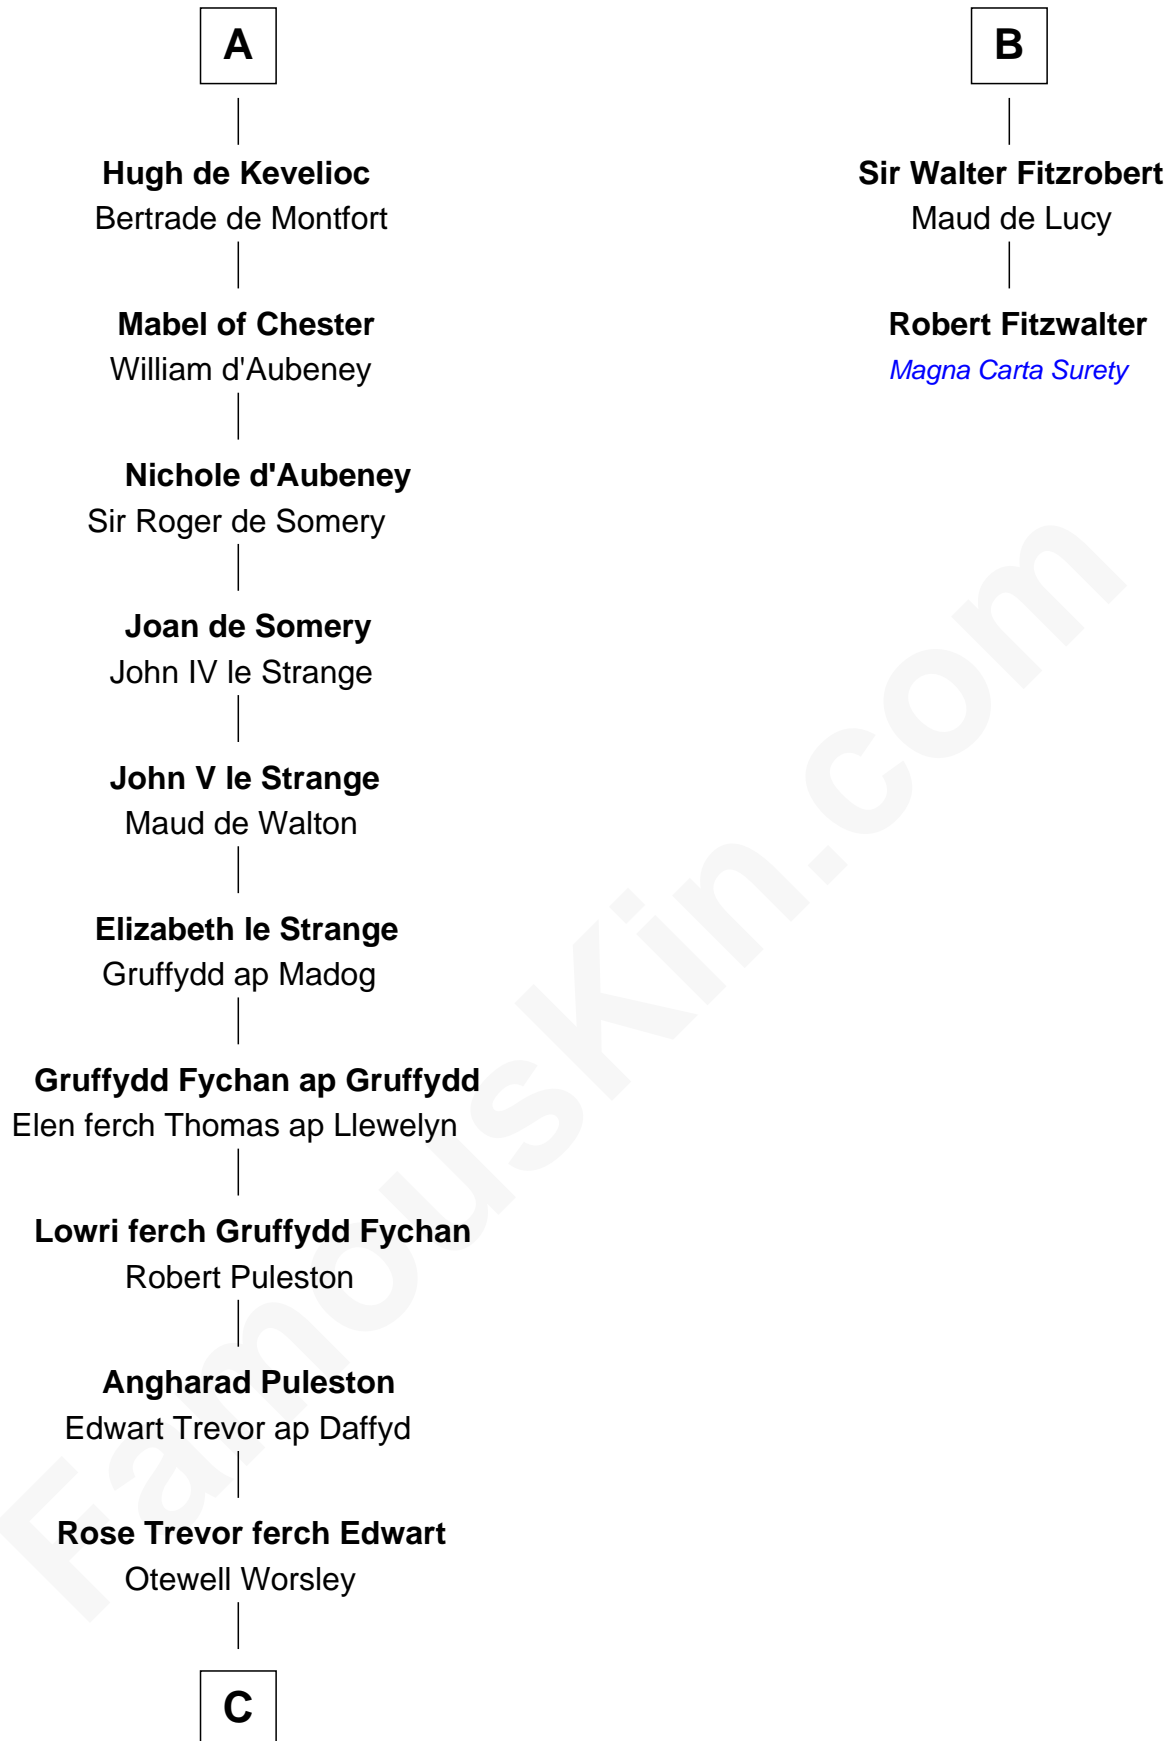 A
Hugh de Kevelioc
Bertrade de Montfort
Mabel of Chester
William d'Aubeney
Nichole d'Aubeney
Sir Roger de Somery
Joan de Somery
John IV le Strange
John V le Strange
Maud de Walton
Elizabeth le Strange
Gruffydd ap Madog
Gruffydd Fychan ap Gruffydd
Elen ferch Thomas ap Llewelyn
Lowri ferch Gruffydd Fychan
Robert Puleston
Angharad Puleston
Edwart Trevor ap Daffyd
Rose Trevor ferch Edwart
Otewell Worsley
C
B
Sir Walter Fitzrobert
Maud de Lucy
Robert Fitzwalter
Magna Carta Surety
FamousKin.com